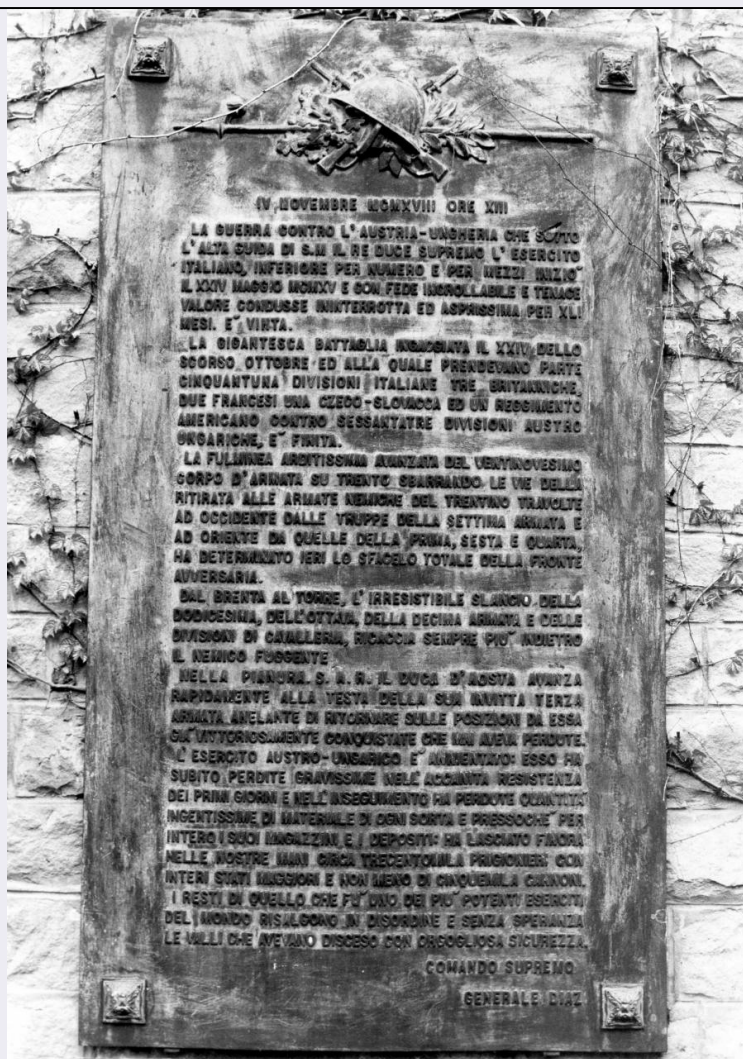 IV NOVEMBRE MCMXVIII ORE XIII
LA GUERRA CONTRO L'AUSTRIA-UNGHERIA CHE SOTTO
L'ALTA GUIDA DI S.M IL RE DUCE SUPREMO L'ESERCITO
ITALIANO, INFERIORE PER NUMERO E PER MEZZI INIZIO'
IL XXIV MAGGIO MCMXV E CON FEDE INCROLLABILE E TENACE
VALORE CONDUSSE ININTERROTTA ED ASPRISSIMA PER XLI
MESI. E' VINTA.
LA GIGANTESCA BATTAGLIA INGAGGIATA IL XXIV DELLO
SCORSO OTTOBRE ED ALLA QUALE PRENDEVANO PARTE
CINQUANTUNA DIVISIONI ITALIANE TRE BRITANNICHE,
DUE FRANCESI UNA CZECO-SLOVACCA ED UN REGGIMENTO
AMERICANO CONTRO SESSANTATRE DIVISIONI AUSTRO
UNGARICHE, E' FINITA.
LA FULMINEA ARDITISSIMA AVANZATA DEL VENTINOVESIMO
CORPO D'ARMATA SU TRENTO SBARRANDO LE VIE DELLA
RITIRATA ALLE ARMATE NEMICHE DEL TRENTINO TRAVOLTE
AD OCCIDENTE DALLE TRUPPE DELLA SETTIMA ARMATA E
AD ORIENTE DA QUELLE DELLA PRIMA, SESTA E QUARTA,
HA DETERMINATO IERI LO SFACELO TOTALE DELLA FRONTE
AVVERSARIA.
DAL BRENTA AL TORRE, L'IRRESISTIBILE SLANCIO DELLA
DODICESIMA, DELL'OTTAVA, DELLA DECIMA ARMATA E DELLE
DIVISIONI DI CAVALLERIA, RICACCIA SEMPRE PIU' INDIETRO
IL NEMICO FUGGENTE
NELLA PIANURA. S. A. R. IL DUCA D'AOSTA AVANZA
RAPIDAMENTE ALLA TESTA DELLA SUA INVITTA TERZA
ARMATA ANELANTE DI RITORNARE SULLE POSIZIONI DA ESSA
GIA' VITTORIOSAMENTE CONQUISTATE CHE MAI AVEVA PERDUTE.
L'ESERCITO AUSTRO-UNGARICO E' ANNIENTATO: ESSO HA
SUBITO PERDITE GRAVISSIME NELL'ACCANITA RESISTENZA
DEI PRIMI GIORNI E NELL'INSEGUIMENTO HA PERDUTE QUANTITA
INGENTISSIME DI MATERIALE DI OGNI SORTA E PRESSOCHE' PER
INTERO I SUOI MAGAZZINI E I DEPOSITI: HA LASCIATO FINORA
NELLE NOSTRE MANI CIRCA TRECENTOMILA PRIGIONIERI CON
INTERI STATI MAGGIORI E NON MENO DI CINQUEMILA CANNONI.
I RESTI DI QUELLO CHE FU' UNO DEI PIU' POTENTI ESERCITI
DEL MONDO RISALGONO IN DISORDINE E SENZA SPERANZA
LE VALLI CHE AVEVANO DISCESO CON ORGOGLIOSA SICUREZZA.
COMANDO SUPREMO
GENERALE DIAZ